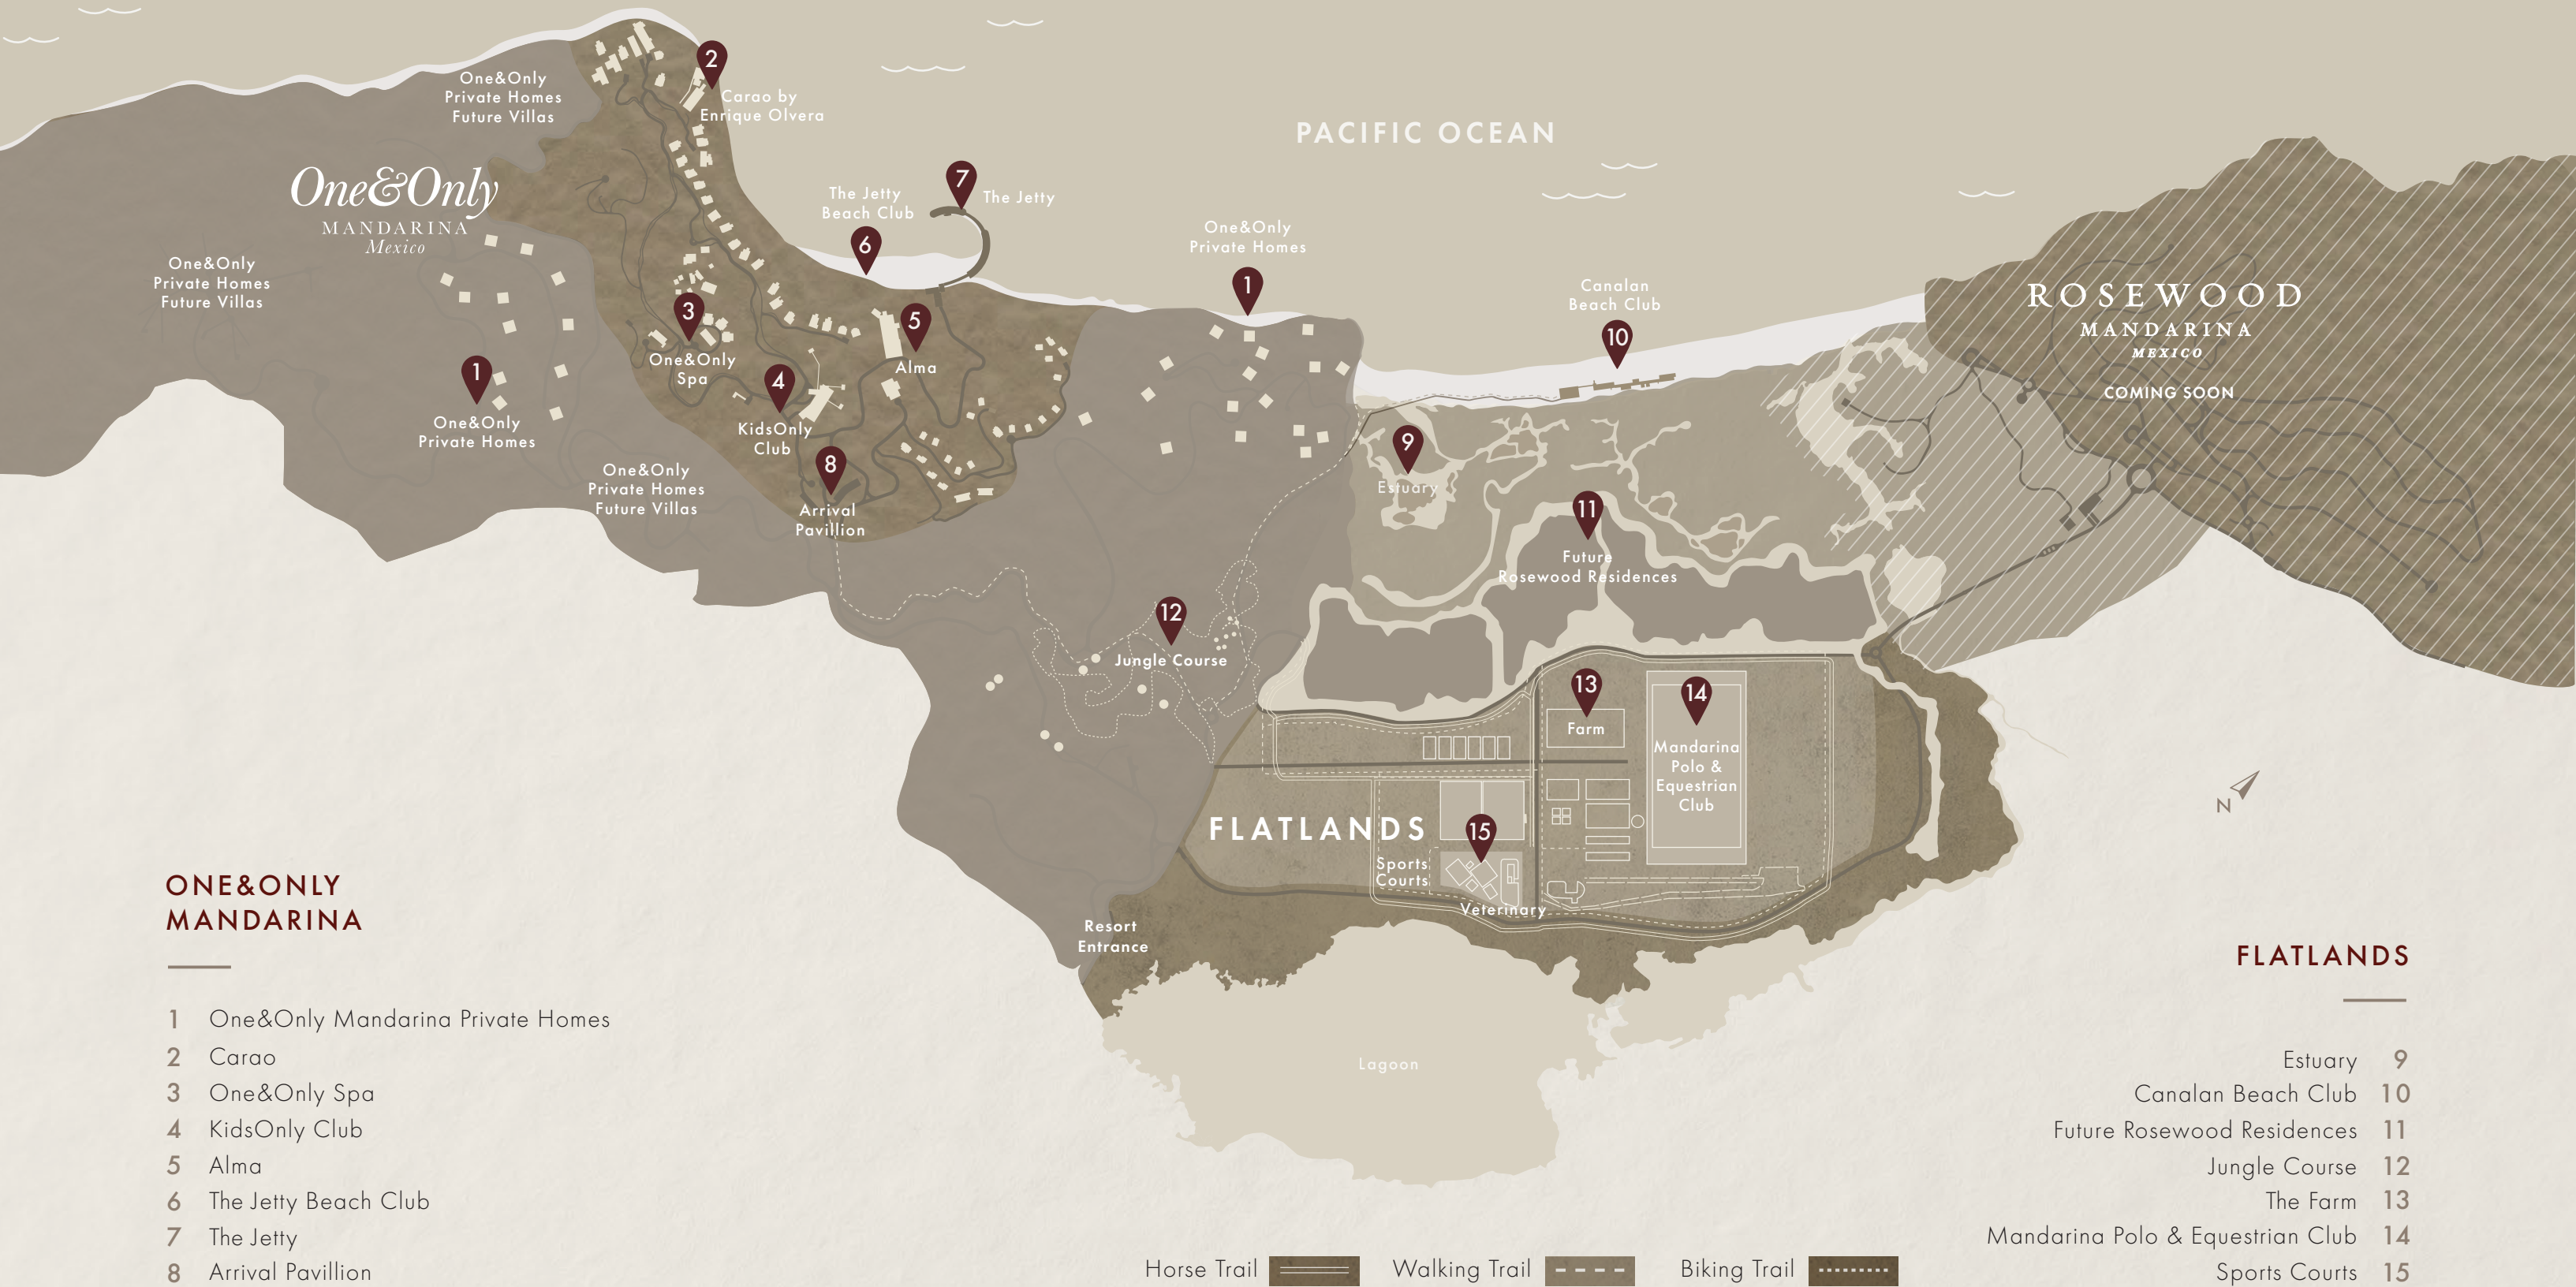 PACIFIC OCEAN
One&Only
Private Homes
Future Villas
2
Carao by
Enrique Olvera
One&Only
MANDARINA
Mexico
One&Only
Private Homes
Future Villas
The Jetty
Beach Club
6
7
The Jetty
One&Only
Private Homes
1
Canalan
Beach Club
10
ROSEWOOD
MANDARINA
MEXICO
COMING SOON
3
One&Only
Spa
5
Alma
1
One&Only
Private Homes
4
KidsOnly
Club
8
Arrival
Pavillion
One&Only
Private Homes
Future Villas
9
Estuary
11
Future
Rosewood Residences
12
Jungle Course
13
Farm
14
Mandarina
Polo &
Equestrian
Club
FLATLANDS
15
Sports
Courts
Veterinary
Resort
Entrance
Lagoon
N
ONE&ONLY
MANDARINA
1 One&Only Mandarina Private Homes
2 Carao
3 One&Only Spa
4 KidsOnly Club
5 Alma
6 The Jetty Beach Club
7 The Jetty
8 Arrival Pavillion
Horse Trail
Walking Trail
Biking Trail
FLATLANDS
Estuary 9
Canalan Beach Club 10
Future Rosewood Residences 11
Jungle Course 12
The Farm 13
Mandarina Polo & Equestrian Club 14
Sports Courts 15